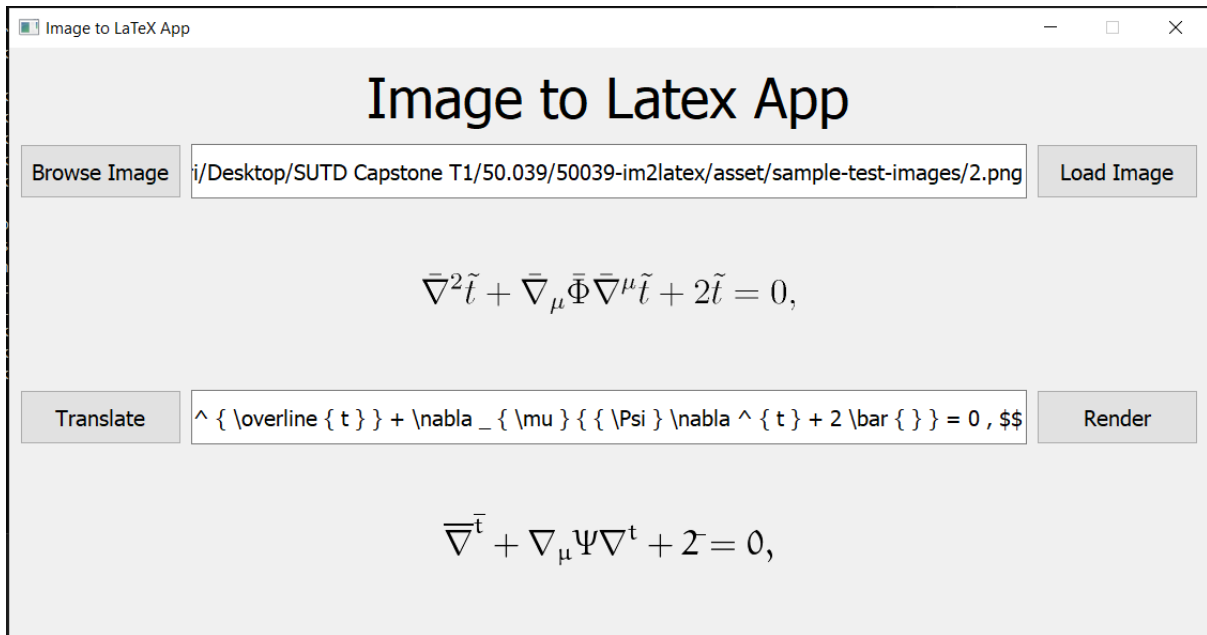 Image to LaTeX App
Image to Latex App
Browse Image ri/Desktop/SUTD Capstone T1/50.039/50039-im2latex/asset/sample-test-images/2.png Load Image
∇̄²t̃ + ∇̄_μΦ̄∇̄^μt̃ + 2t̃ = 0,
Translate ^ { \overline { t } } + \nabla _ { \mu } { { \Psi } \nabla ^ { t } + 2 \bar { } } = 0 , $$ Render
∇̿^t̄ + ∇_μΨ∇^t + 2 ̄= 0,